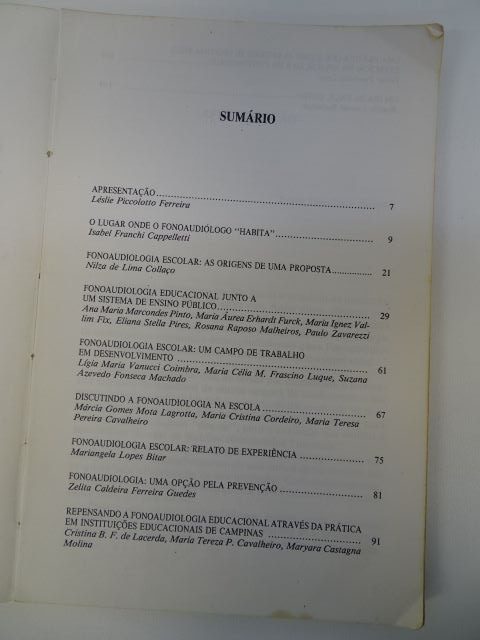 SUMÁRIO
APRESENTAÇÃO 7
Léslie Piccolotto Ferreira
O LUGAR ONDE O FONOAUDIÓLOGO "HABITA" 9
Isabel Franchi Cappelletti
FONOAUDIOLOGIA ESCOLAR: AS ORIGENS DE UMA PROPOSTA 21
Nilza de Lima Collaço
FONOAUDIOLOGIA EDUCACIONAL JUNTO A
UM SISTEMA DE ENSINO PÚBLICO 29
Ana Maria Marcondes Pinto, Maria Áurea Erhardt Furck, Maria Ignez Val-
lim Fix, Eliana Stella Pires, Rosana Raposo Malheiros, Paulo Zavarezzi
FONOAUDIOLOGIA ESCOLAR: UM CAMPO DE TRABALHO
EM DESENVOLVIMENTO 61
Lígia Maria Vanucci Coimbra, Maria Célia M. Frascino Luque, Suzana
Azevedo Fonseca Machado
DISCUTINDO A FONOAUDIOLOGIA NA ESCOLA 67
Márcia Gomes Mota Lagrotta, Maria Cristina Cordeiro, Maria Teresa
Pereira Cavalheiro
FONOAUDIOLOGIA ESCOLAR: RELATO DE EXPERIÊNCIA 75
Mariangela Lopes Bitar
FONOAUDIOLOGIA: UMA OPÇÃO PELA PREVENÇÃO 81
Zelita Caldeira Ferreira Guedes
REPENSANDO A FONOAUDIOLOGIA EDUCACIONAL ATRAVÉS DA PRÁTICA
EM INSTITUIÇÕES EDUCACIONAIS DE CAMPINAS 91
Cristina B. F. de Lacerda, Maria Tereza P. Cavalheiro, Maryara Castagna
Molina